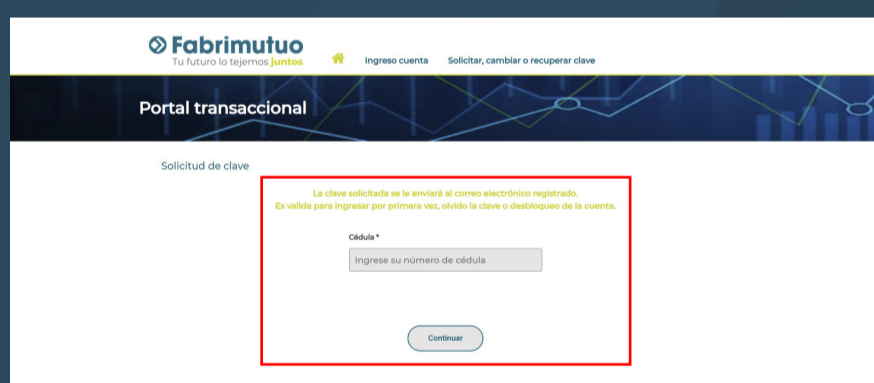 Fabrimutuo
Tu futuro lo tejemos juntos
Ingreso cuenta
Solicitar, cambiar o recuperar clave
Portal transaccional
Solicitud de clave
La clave solicitada se le enviará al correo electrónico registrado.
Es valida para ingresar por primera vez, olvido la clave o desbloqueo de la cuenta.
Cédula *
Ingrese su número de cédula
Continuar